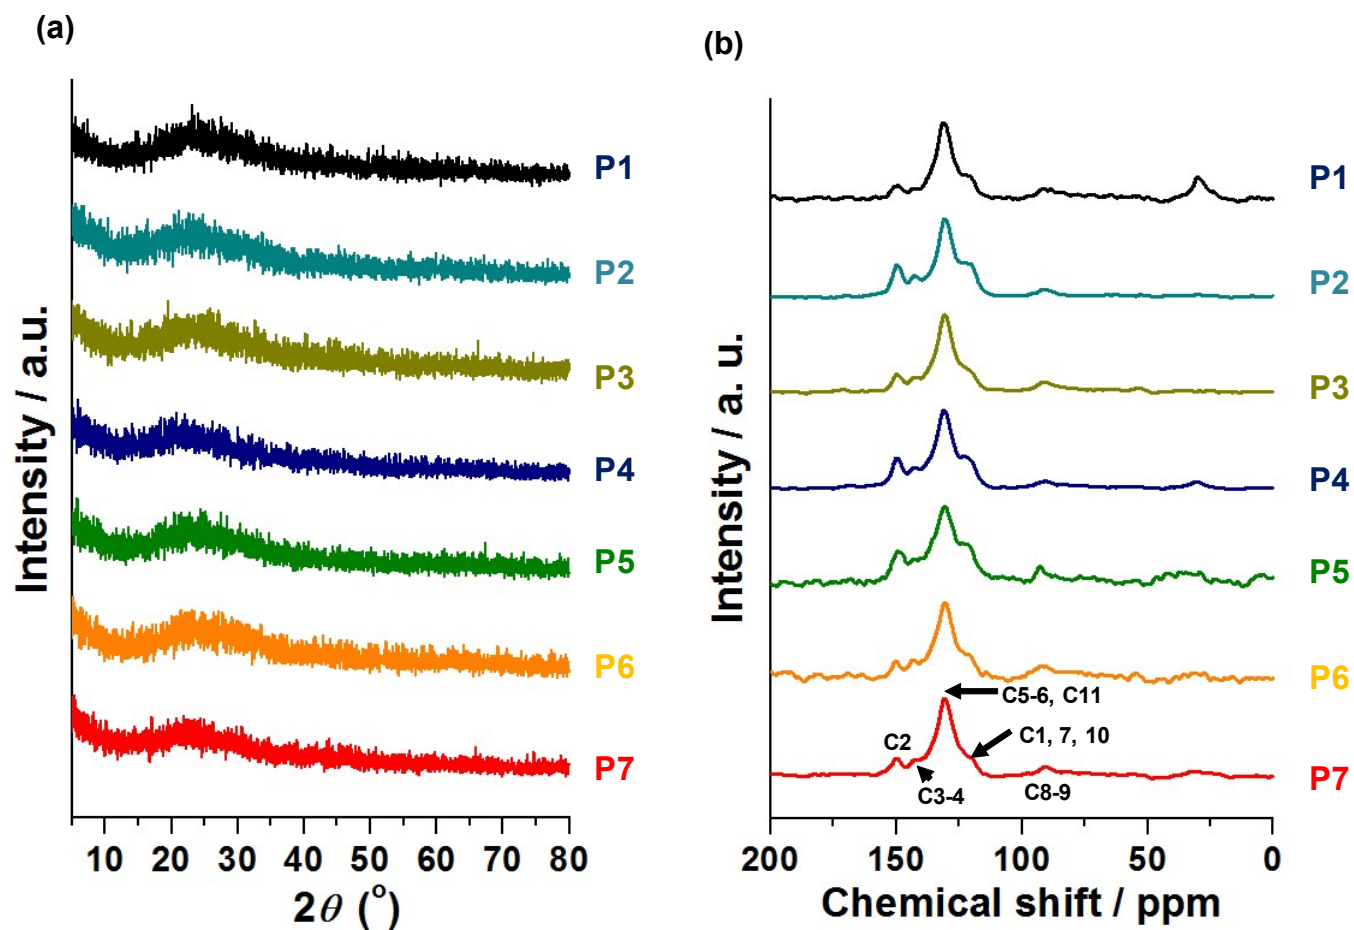 (a)
Intensity / a.u.
P1
P2
P3
P4
P5
P6
P7
10 20 30 40 50 60 70 80
2θ (°)
(b)
Intensity / a. u.
P1
P2
P3
P4
P5
P6
C5-6, C11
C1, 7, 10
C2
P7
C3-4
C8-9
200 150 100 50 0
Chemical shift / ppm